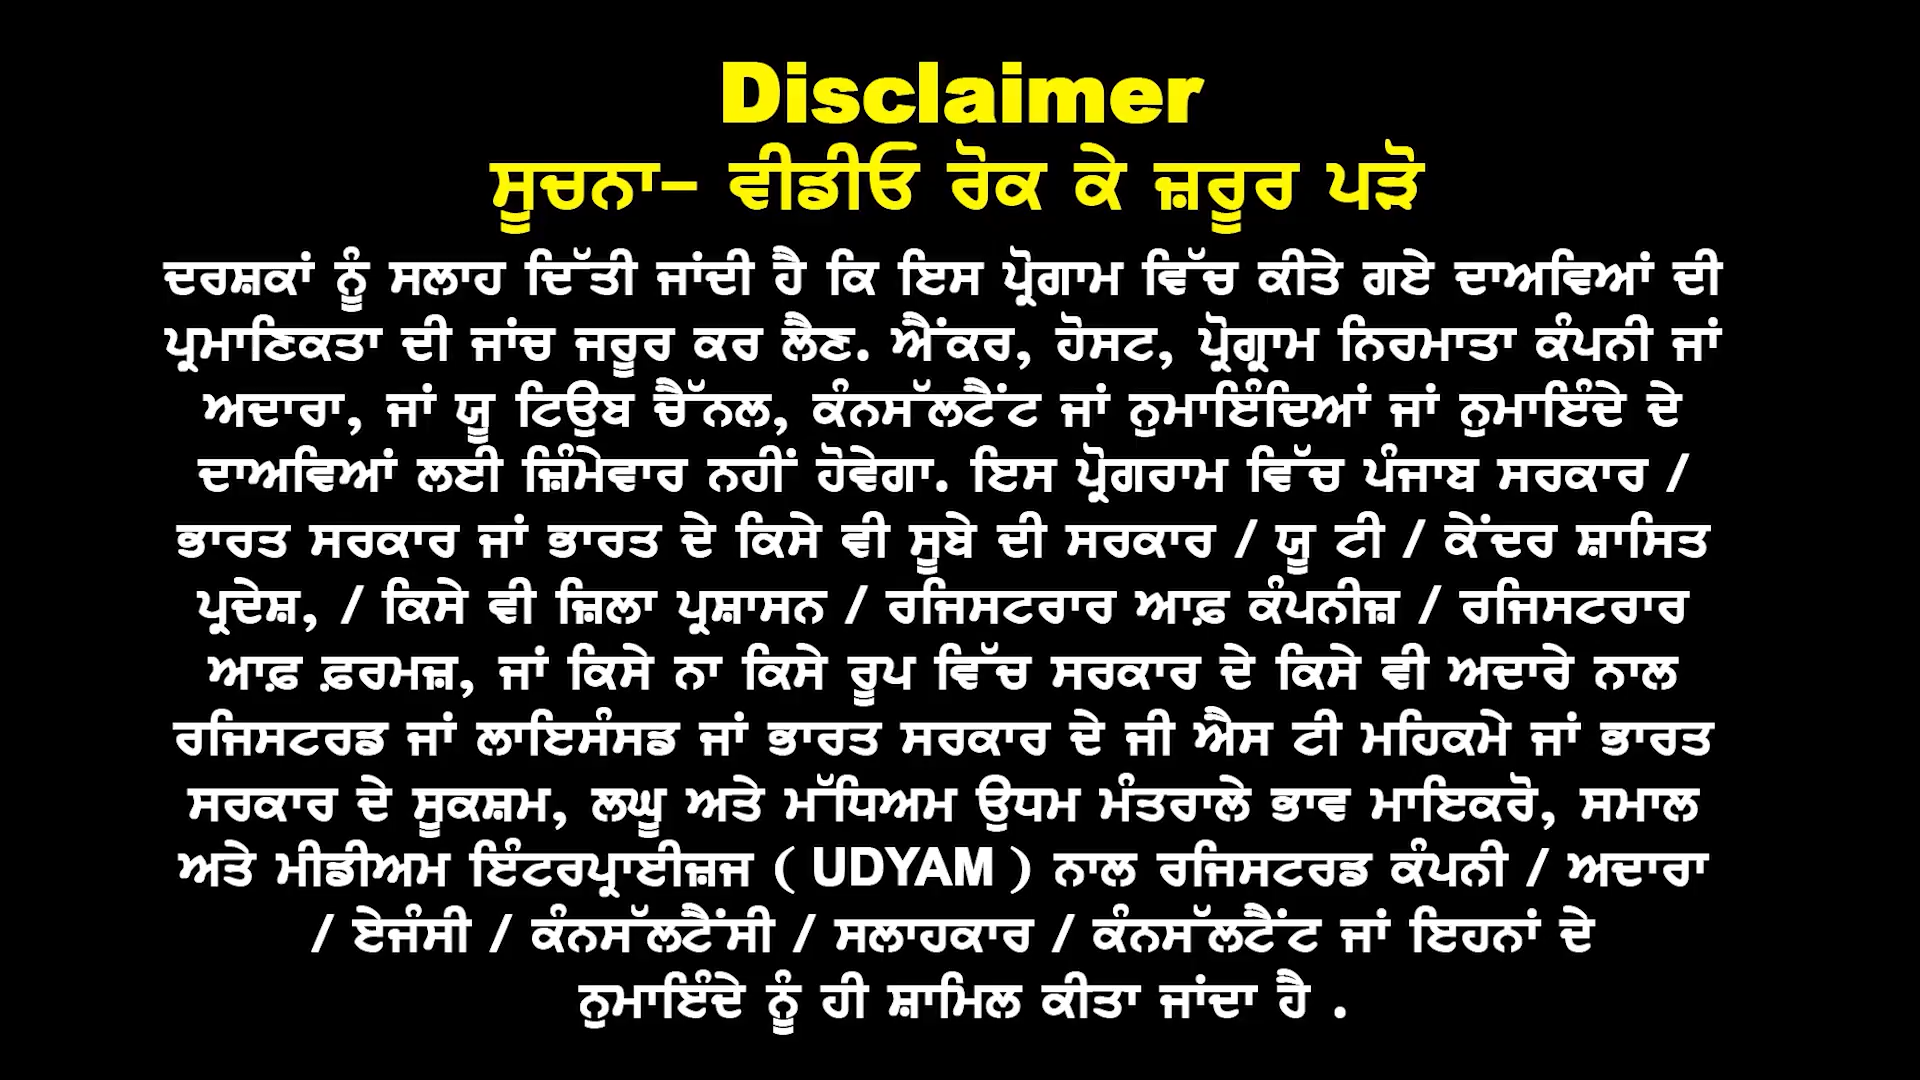 Disclaimer
ਸੂਚਨਾ- ਵੀਡੀਓ ਰੋਕ ਕੇ ਜ਼ਰੂਰ ਪੜੋ
ਦਰਸ਼ਕਾਂ ਨੂੰ ਸਲਾਹ ਦਿੱਤੀ ਜਾਂਦੀ ਹੈ ਕਿ ਇਸ ਪ੍ਰੋਗਾਮ ਵਿੱਚ ਕੀਤੇ ਗਏ ਦਾਅਵਿਆਂ ਦੀ
ਪ੍ਰਮਾਣਿਕਤਾ ਦੀ ਜਾਂਚ ਜਰੂਰ ਕਰ ਲੈਣ. ਐਂਕਰ, ਹੋਸਟ, ਪ੍ਰੋਗ੍ਰਾਮ ਨਿਰਮਾਤਾ ਕੰਪਨੀ ਜਾਂ
ਅਦਾਰਾ, ਜਾਂ ਯੂ ਟਿਉਬ ਚੈੱਨਲ, ਕੰਨਸੱਲਟੈਂਟ ਜਾਂ ਨੁਮਾਇੰਦਿਆਂ ਜਾਂ ਨੁਮਾਇੰਦੇ ਦੇ
ਦਾਅਵਿਆਂ ਲਈ ਜ਼ਿੰਮੇਵਾਰ ਨਹੀਂ ਹੋਵੇਗਾ. ਇਸ ਪ੍ਰੋਗਰਾਮ ਵਿੱਚ ਪੰਜਾਬ ਸਰਕਾਰ /
ਭਾਰਤ ਸਰਕਾਰ ਜਾਂ ਭਾਰਤ ਦੇ ਕਿਸੇ ਵੀ ਸੂਬੇ ਦੀ ਸਰਕਾਰ / ਯੂ ਟੀ / ਕੇਂਦਰ ਸ਼ਾਸਿਤ
ਪ੍ਰਦੇਸ਼, / ਕਿਸੇ ਵੀ ਜ਼ਿਲਾ ਪ੍ਰਸ਼ਾਸਨ / ਰਜਿਸਟਰਾਰ ਆਫ਼ ਕੰਪਨੀਜ਼ / ਰਜਿਸਟਰਾਰ
ਆਫ਼ ਫ਼ਰਮਜ਼, ਜਾਂ ਕਿਸੇ ਨਾ ਕਿਸੇ ਰੂਪ ਵਿੱਚ ਸਰਕਾਰ ਦੇ ਕਿਸੇ ਵੀ ਅਦਾਰੇ ਨਾਲ
ਰਜਿਸਟਰਡ ਜਾਂ ਲਾਇਸੰਸਡ ਜਾਂ ਭਾਰਤ ਸਰਕਾਰ ਦੇ ਜੀ ਐਸ ਟੀ ਮਹਿਕਮੇ ਜਾਂ ਭਾਰਤ
ਸਰਕਾਰ ਦੇ ਸੂਕਸ਼ਮ, ਲਘੂ ਅਤੇ ਮੱਧਿਅਮ ਉਧਮ ਮੰਤਰਾਲੇ ਭਾਵ ਮਾਇਕਰੋ, ਸਮਾਲ
ਅਤੇ ਮੀਡੀਅਮ ਇੰਟਰਪ੍ਰਾਈਜ਼ਜ ( UDYAM ) ਨਾਲ ਰਜਿਸਟਰਡ ਕੰਪਨੀ / ਅਦਾਰਾ
/ ਏਜੰਸੀ / ਕੰਨਸੱਲਟੈਂਸੀ / ਸਲਾਹਕਾਰ / ਕੰਨਸੱਲਟੈਂਟ ਜਾਂ ਇਹਨਾਂ ਦੇ
ਨੁਮਾਇੰਦੇ ਨੂੰ ਹੀ ਸ਼ਾਮਿਲ ਕੀਤਾ ਜਾਂਦਾ ਹੈ .